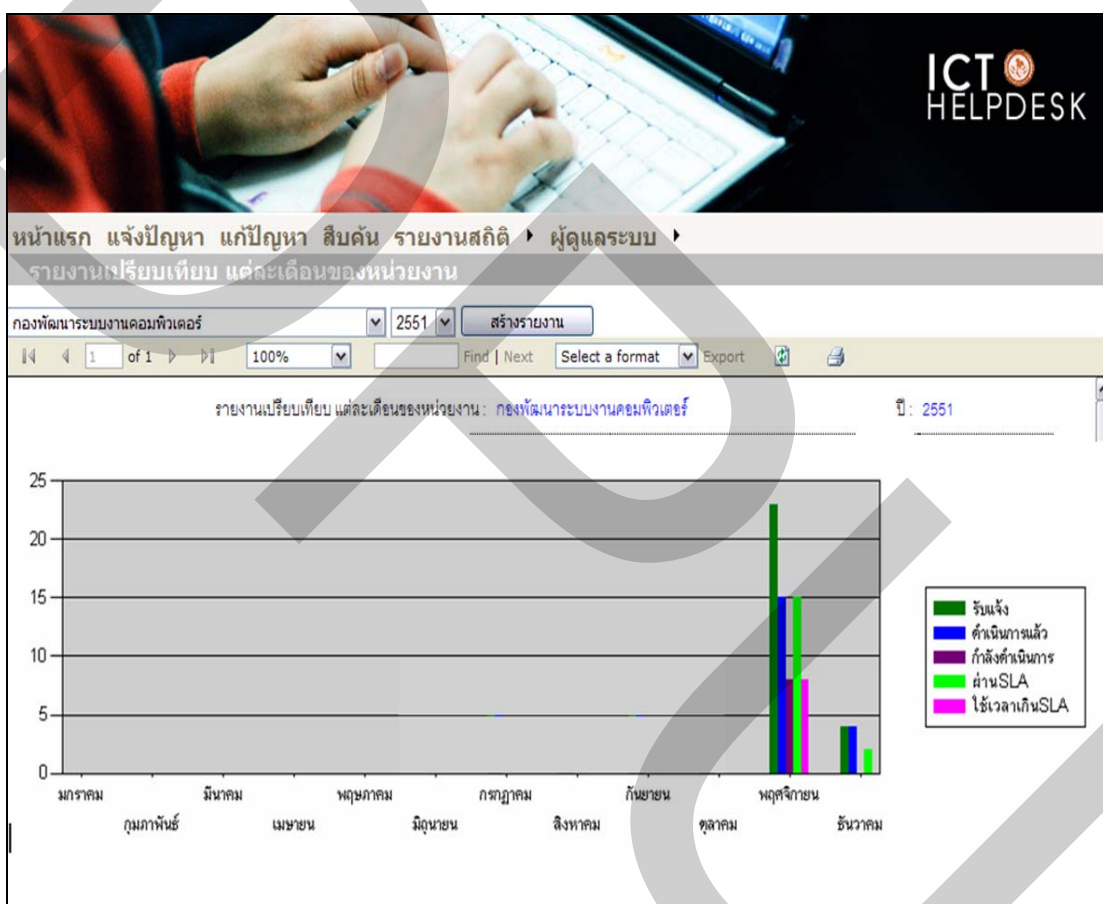 ICT
HELPDESK
หน้าแรก แจ้งปัญหา แก้ปัญหา สืบค้น รายงานสถิติ ผู้ดูแลระบบ
รายงานเปรียบเทียบ แต่ละเดือนของหน่วยงาน
กองพัฒนาระบบงานคอมพิวเตอร์ 2551 สร้างรายงาน
1 of 1 100% Find | Next Select a format Export
รายงานเปรียบเทียบ แต่ละเดือนของหน่วยงาน : กองพัฒนาระบบงานคอมพิวเตอร์ ปี : 2551
25
20
15
10
5
0
มกราคม มีนาคม พฤษภาคม กรกฎาคม กันยายน พฤศจิกายน
กุมภาพันธ์ เมษายน มิถุนายน สิงหาคม ตุลาคม ธันวาคม
รับแจ้ง
ดำเนินการแล้ว
กำลังดำเนินการ
ผ่านSLA
ใช้เวลาเกินSLA